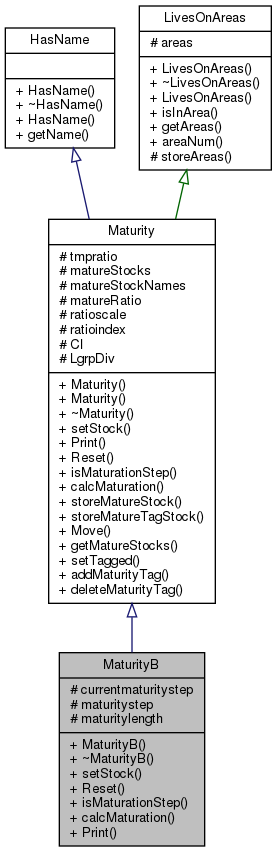 HasName
+ HasName()
+ ~HasName()
+ HasName()
+ getName()
LivesOnAreas
# areas
+ LivesOnAreas()
+ ~LivesOnAreas()
+ LivesOnAreas()
+ isInArea()
+ getAreas()
+ areaNum()
# storeAreas()
Maturity
# tmpratio
# matureStocks
# matureStockNames
# matureRatio
# ratioscale
# ratioindex
# CI
# LgrpDiv
+ Maturity()
+ Maturity()
+ ~Maturity()
+ setStock()
+ Print()
+ Reset()
+ isMaturationStep()
+ calcMaturation()
+ storeMatureStock()
+ storeMatureTagStock()
+ Move()
+ getMatureStocks()
+ setTagged()
+ addMaturityTag()
+ deleteMaturityTag()
MaturityB
# currentmaturitystep
# maturitystep
# maturitylength
+ MaturityB()
+ ~MaturityB()
+ setStock()
+ Reset()
+ isMaturationStep()
+ calcMaturation()
+ Print()